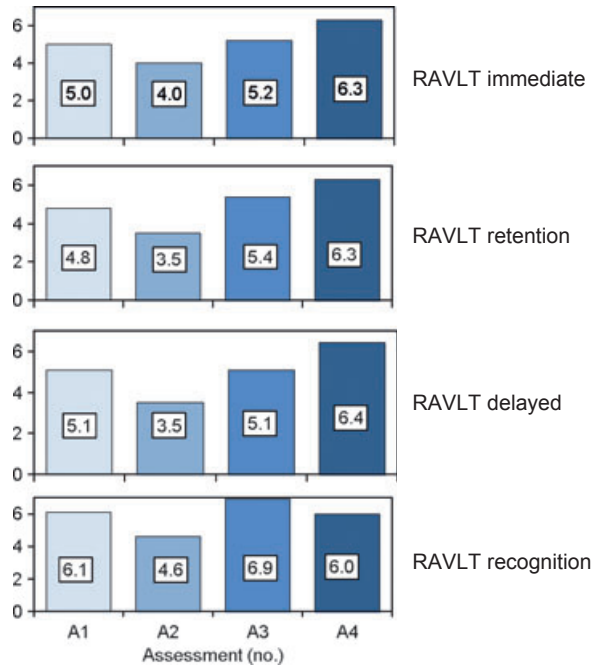 6
4
2
0
5.0 4.0 5.2 6.3
RAVLT immediate
6
4
2
0
4.8 3.5 5.4 6.3
RAVLT retention
6
4
2
0
5.1 3.5 5.1 6.4
RAVLT delayed
6
4
2
0
6.1 4.6 6.9 6.0
RAVLT recognition
A1 A2 A3 A4
Assessment (no.)